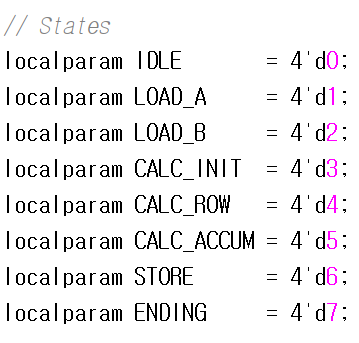 // States
localparam IDLE      = 4'd0;
localparam LOAD_A    = 4'd1;
localparam LOAD_B    = 4'd2;
localparam CALC_INIT = 4'd3;
localparam CALC_ROW  = 4'd4;
localparam CALC_ACCUM = 4'd5;
localparam STORE     = 4'd6;
localparam ENDING    = 4'd7;